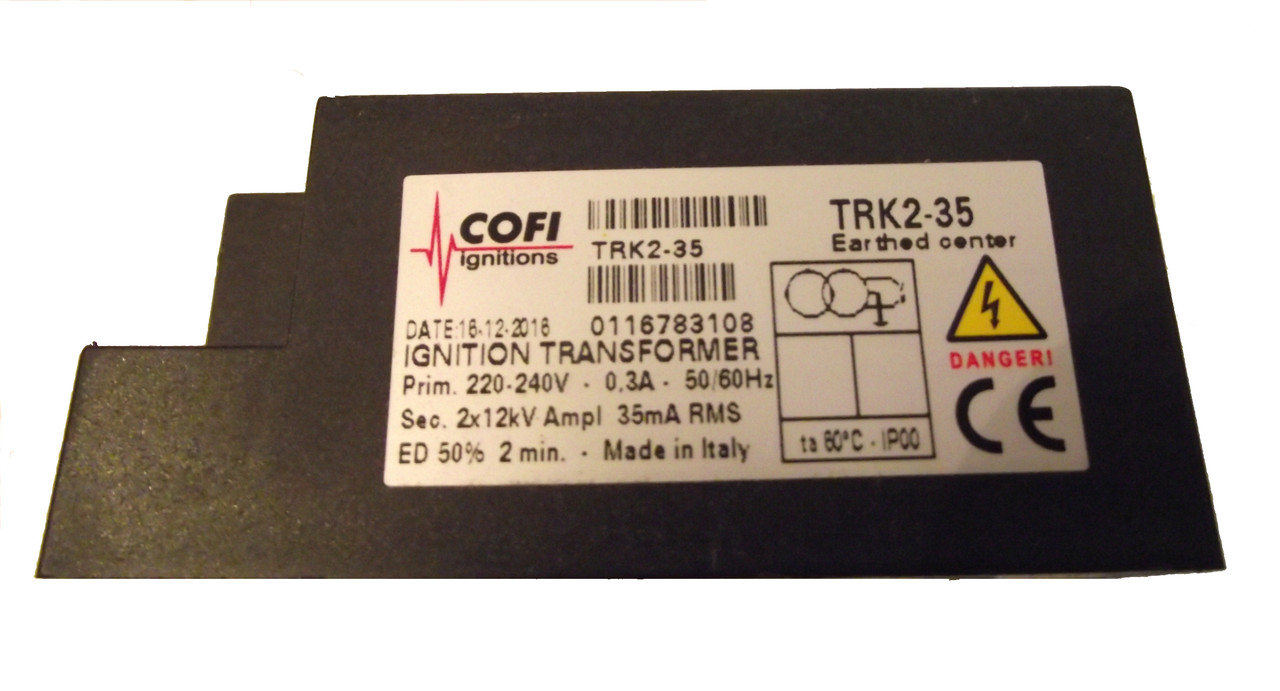 COFI
ignitions
TRK2-35
0116783108
TRK2-35
Earthed center
DATE:16-12-2016
IGNITION TRANSFORMER
Prim. 220-240V - 0,3A - 50/60Hz
Sec. 2x12kV Ampl 35mA RMS
ED 50% 2 min. - Made in Italy
ta 60°C - IP00
DANGER!
CE